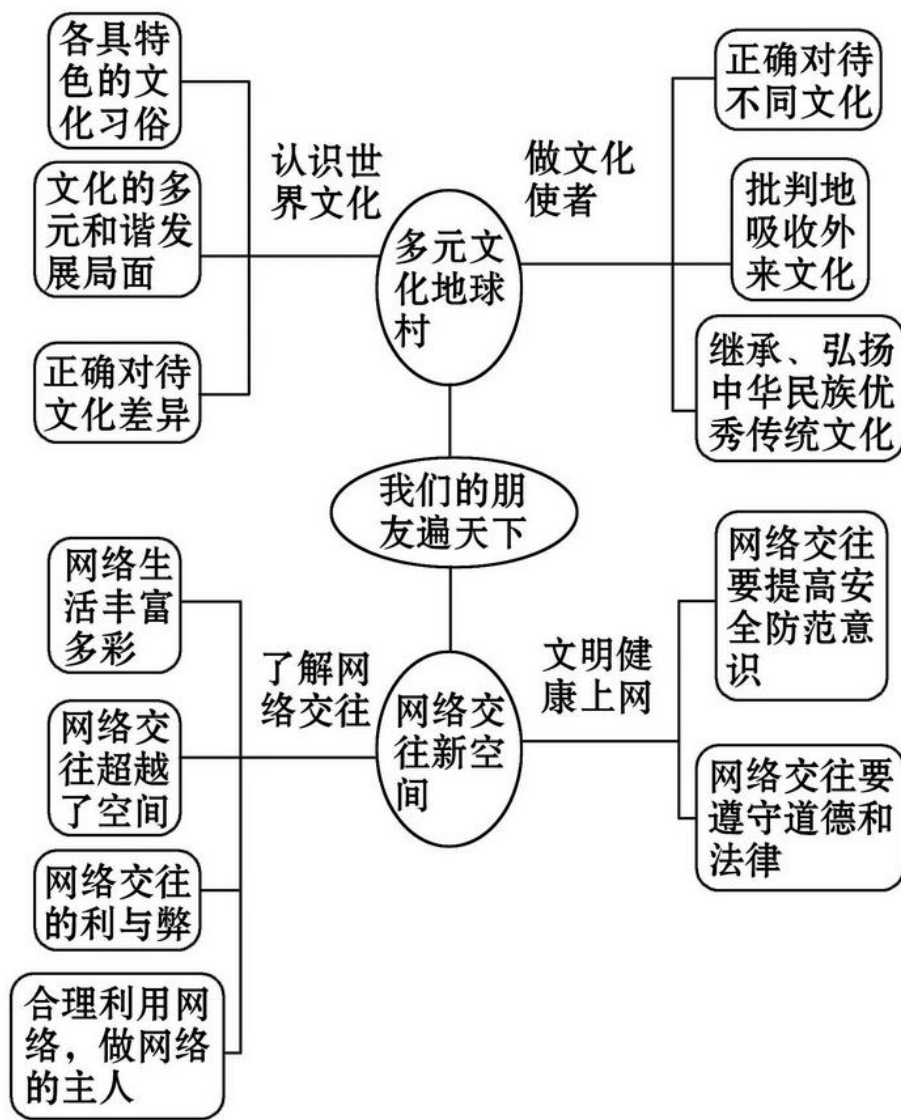 各具特
色的文
化习俗
文化的多
元和谐发
展局面
正确对待
文化差异
认识世
界文化
多元文
化地球
村
做文化
使者
正确对待
不同文化
批判地
吸收外
来文化
继承、弘扬
中华民族优
秀传统文化
我们的朋
友遍天下
网络生
活丰富
多彩
网络交
往超越
了空间
网络交往
的利与弊
合理利用网
络，做网络
的主人
了解网
络交往
网络交
往新空
间
文明健
康上网
网络交往
要提高安
全防范意
识
网络交往要
遵守道德和
法律